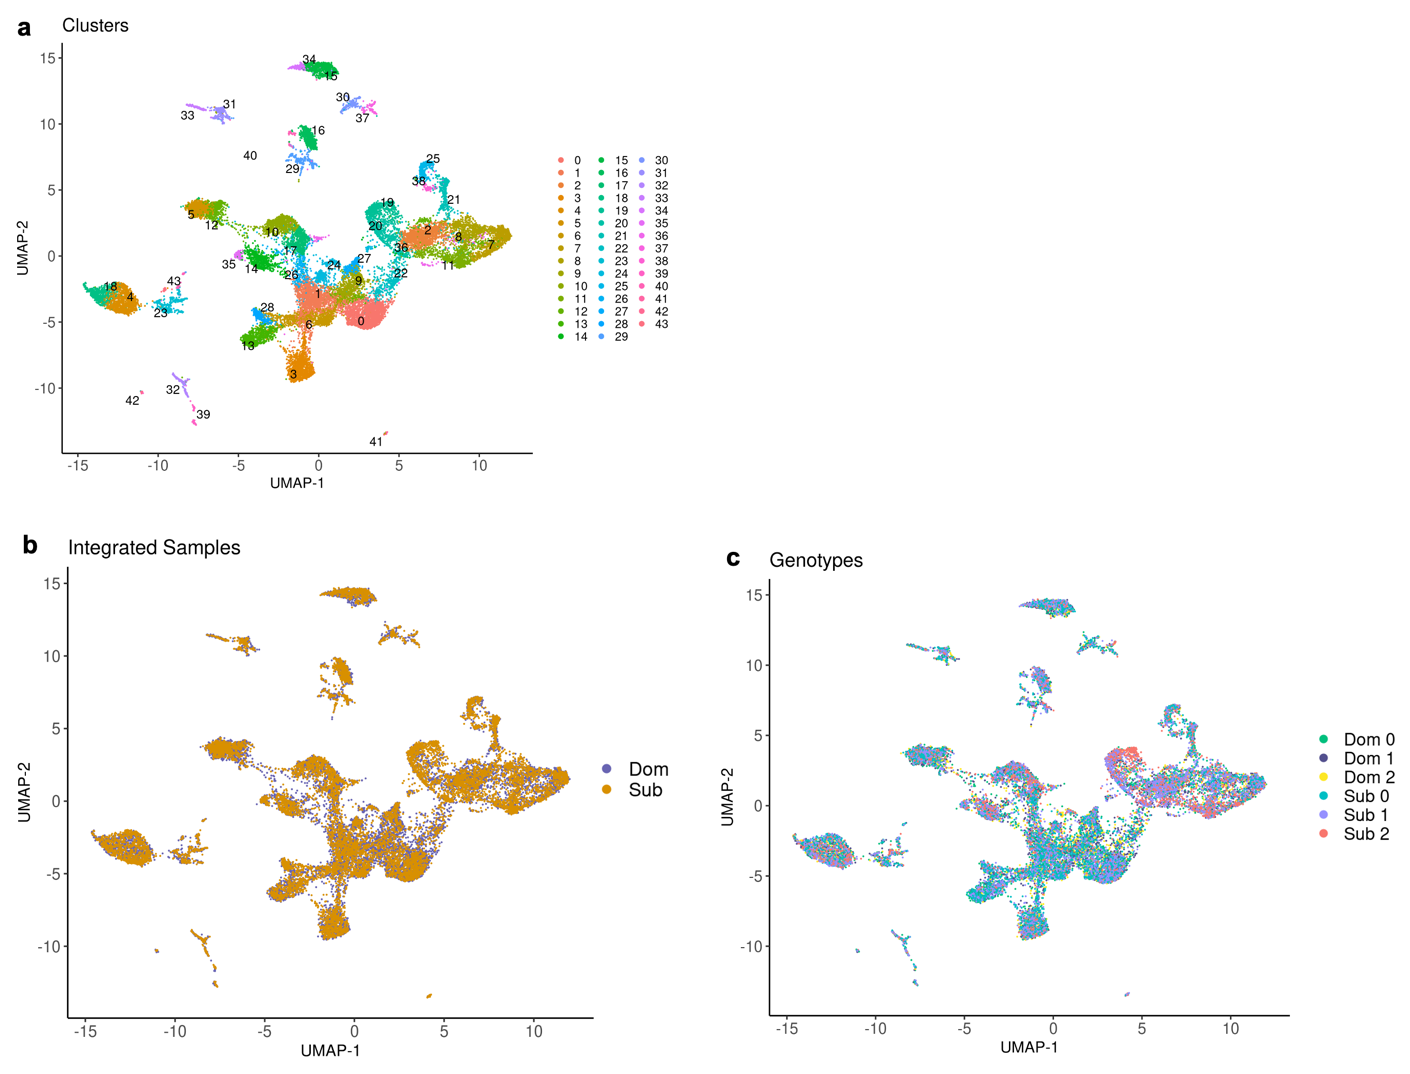 a Clusters
15
10
5
0
-5
-10
UMAP-2
-15 -10 -5 0 5 10
UMAP-1
34
15
30
37
31
33
16
40
29
25
38
21
19
20
2
8
7
36
11
5
12
10
17
35
14
26
24
27
9
22
18
4
43
23
1
0
28
6
13
3
32
42
39
41
0 15 30
1 16 31
2 17 32
3 18 33
4 19 34
5 20 35
6 21 36
7 22 37
8 23 38
9 24 39
10 25 40
11 26 41
12 27 42
13 28 43
14 29
b Integrated Samples
15
10
5
0
-5
-10
UMAP-2
-15 -10 -5 0 5 10
UMAP-1
Dom
Sub
c Genotypes
15
10
5
0
-5
-10
UMAP-2
-15 -10 -5 0 5 10
UMAP-1
Dom 0
Dom 1
Dom 2
Sub 0
Sub 1
Sub 2